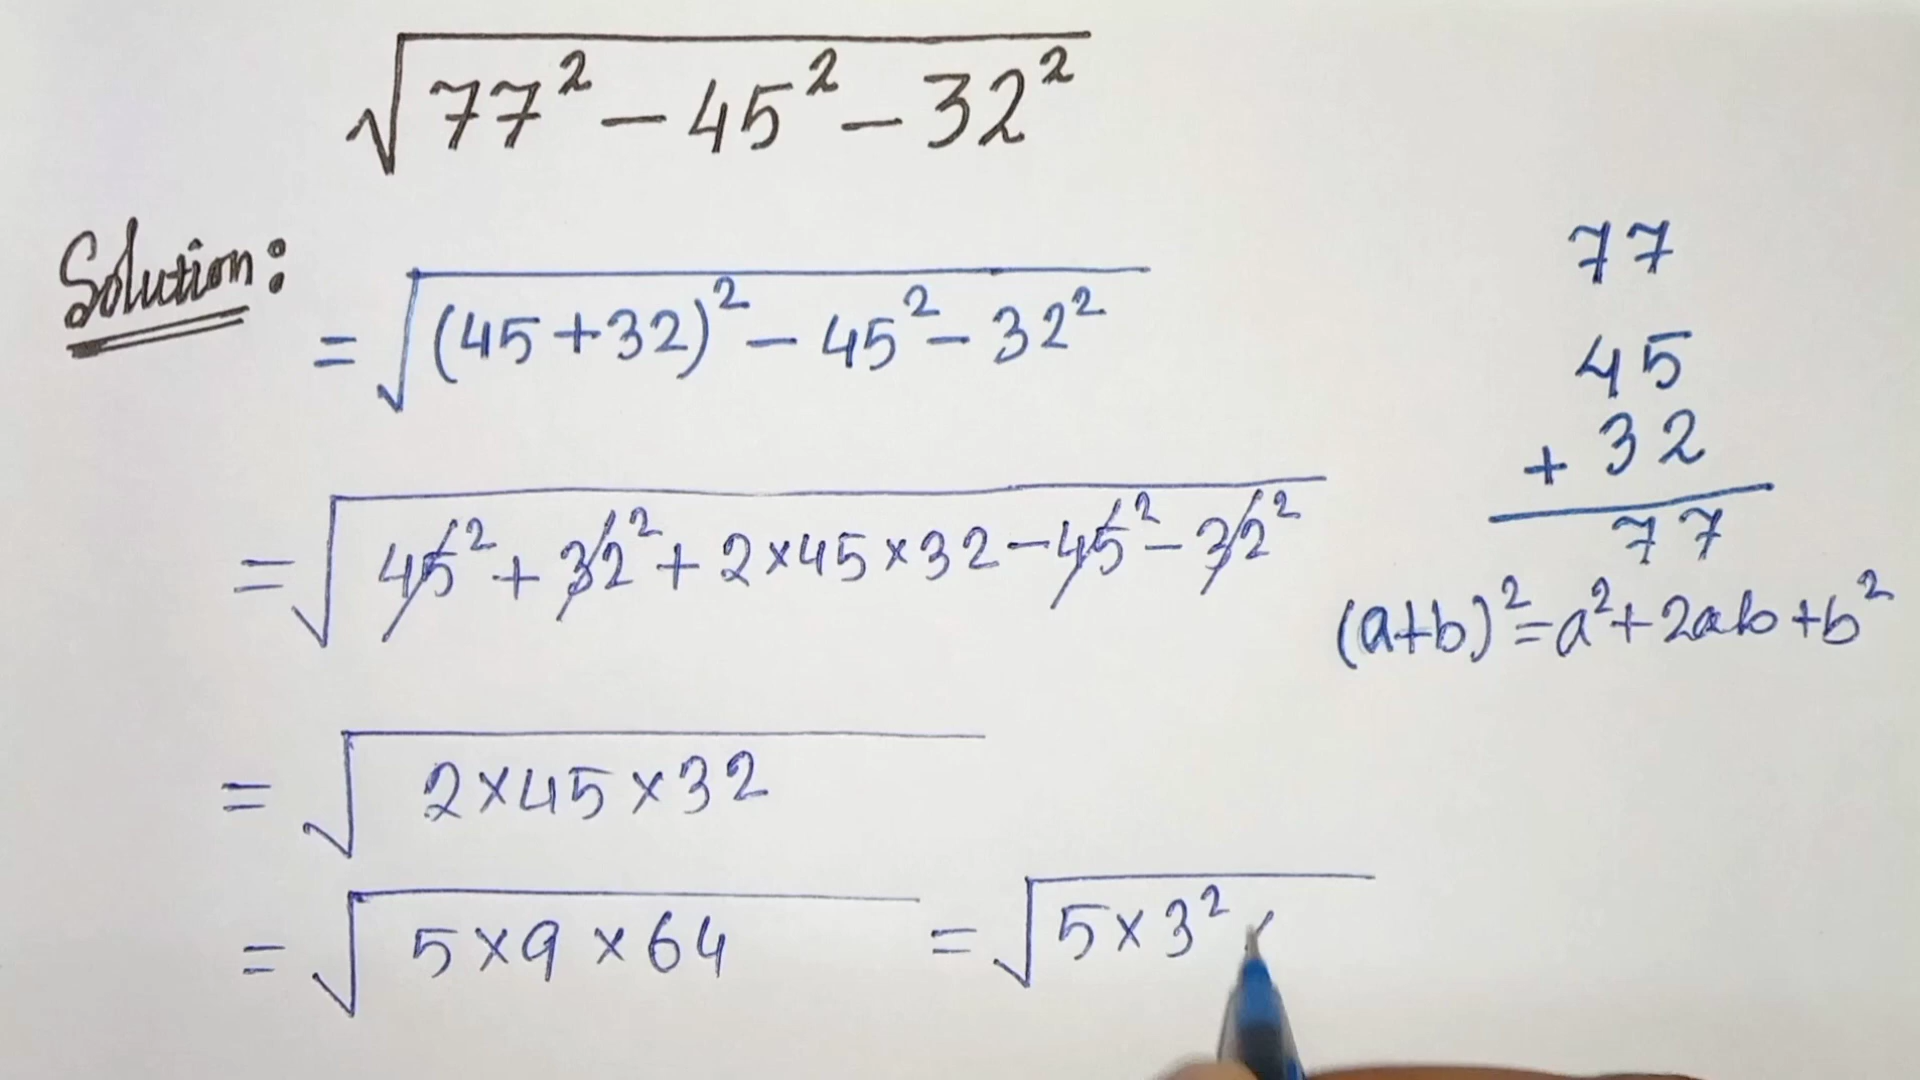 √(77² − 45² − 32²)
Solution:
= √((45+32)² − 45² − 32²)
= √(45² + 32² + 2×45×32 − 45² − 32²)
= √(2×45×32)
= √(5×9×64) = √(5×3²×
77
45
+ 32
77
(a+b)² = a² + 2ab + b²